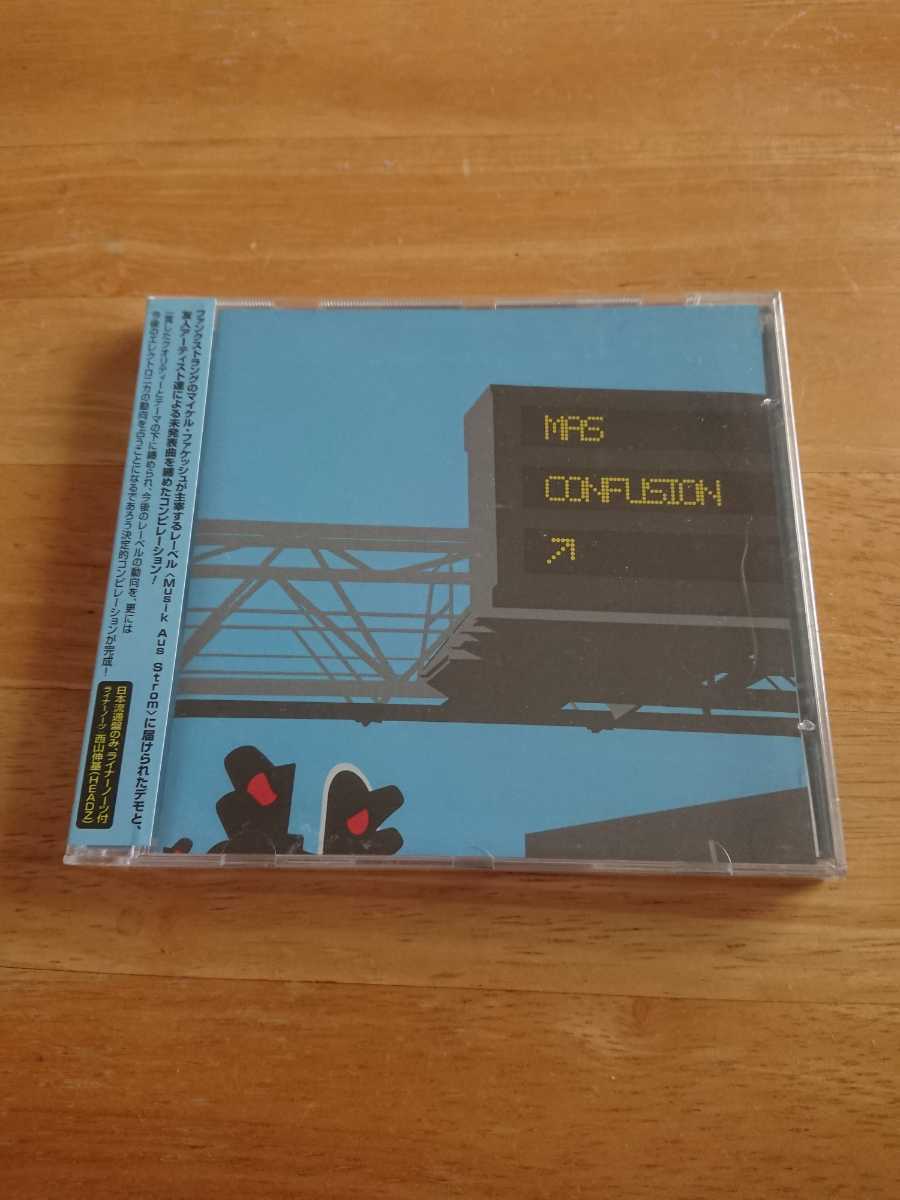 ファンクストラングのマイケル・ファケッシュが主宰するレーベル〈Musik Aus Strom〉に届けられたデモと、
友人アーティスト達による未発表曲を纏めたコンピレーション!
一貫したクオリティーとテーマの下に纏められ、今後のレーベルの動向を、更には
今後のエレクトロニカの動向を占うことになるであろう決定的コンピレーションが完成!
日本流通盤のみ、ライナーノーツ付
ライナーノーツ 西山伸基(HEADZ)
MAS
CONFUSION